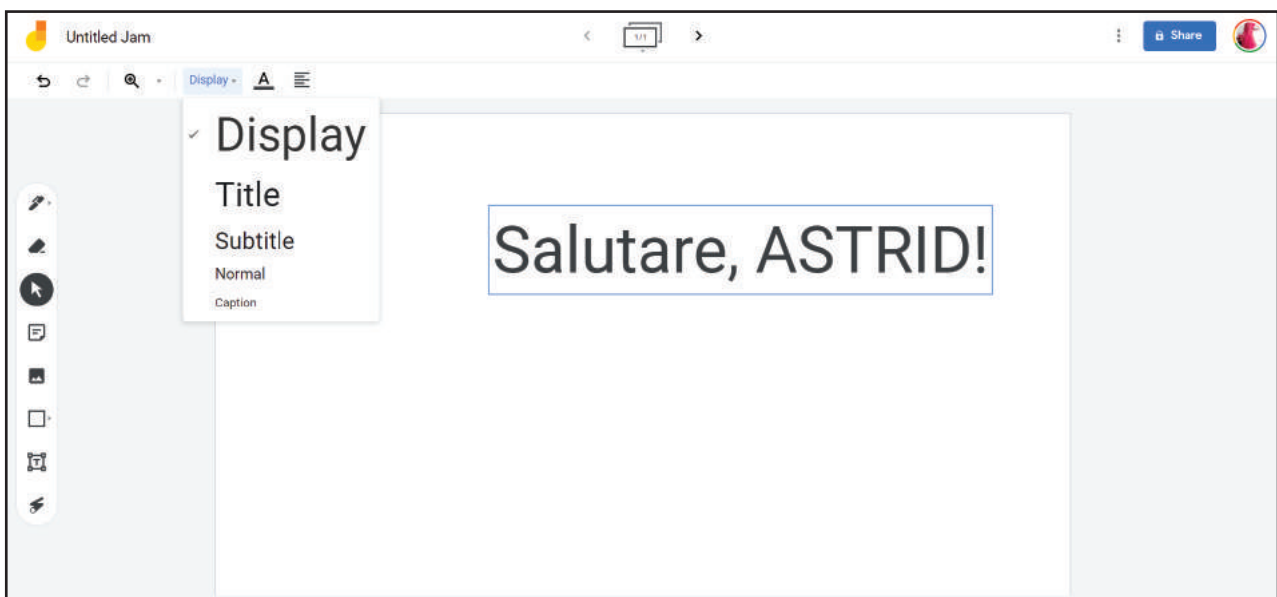 Untitled Jam
1/1
Share
Display
Display
Title
Subtitle
Normal
Caption
Salutare, ASTRID!